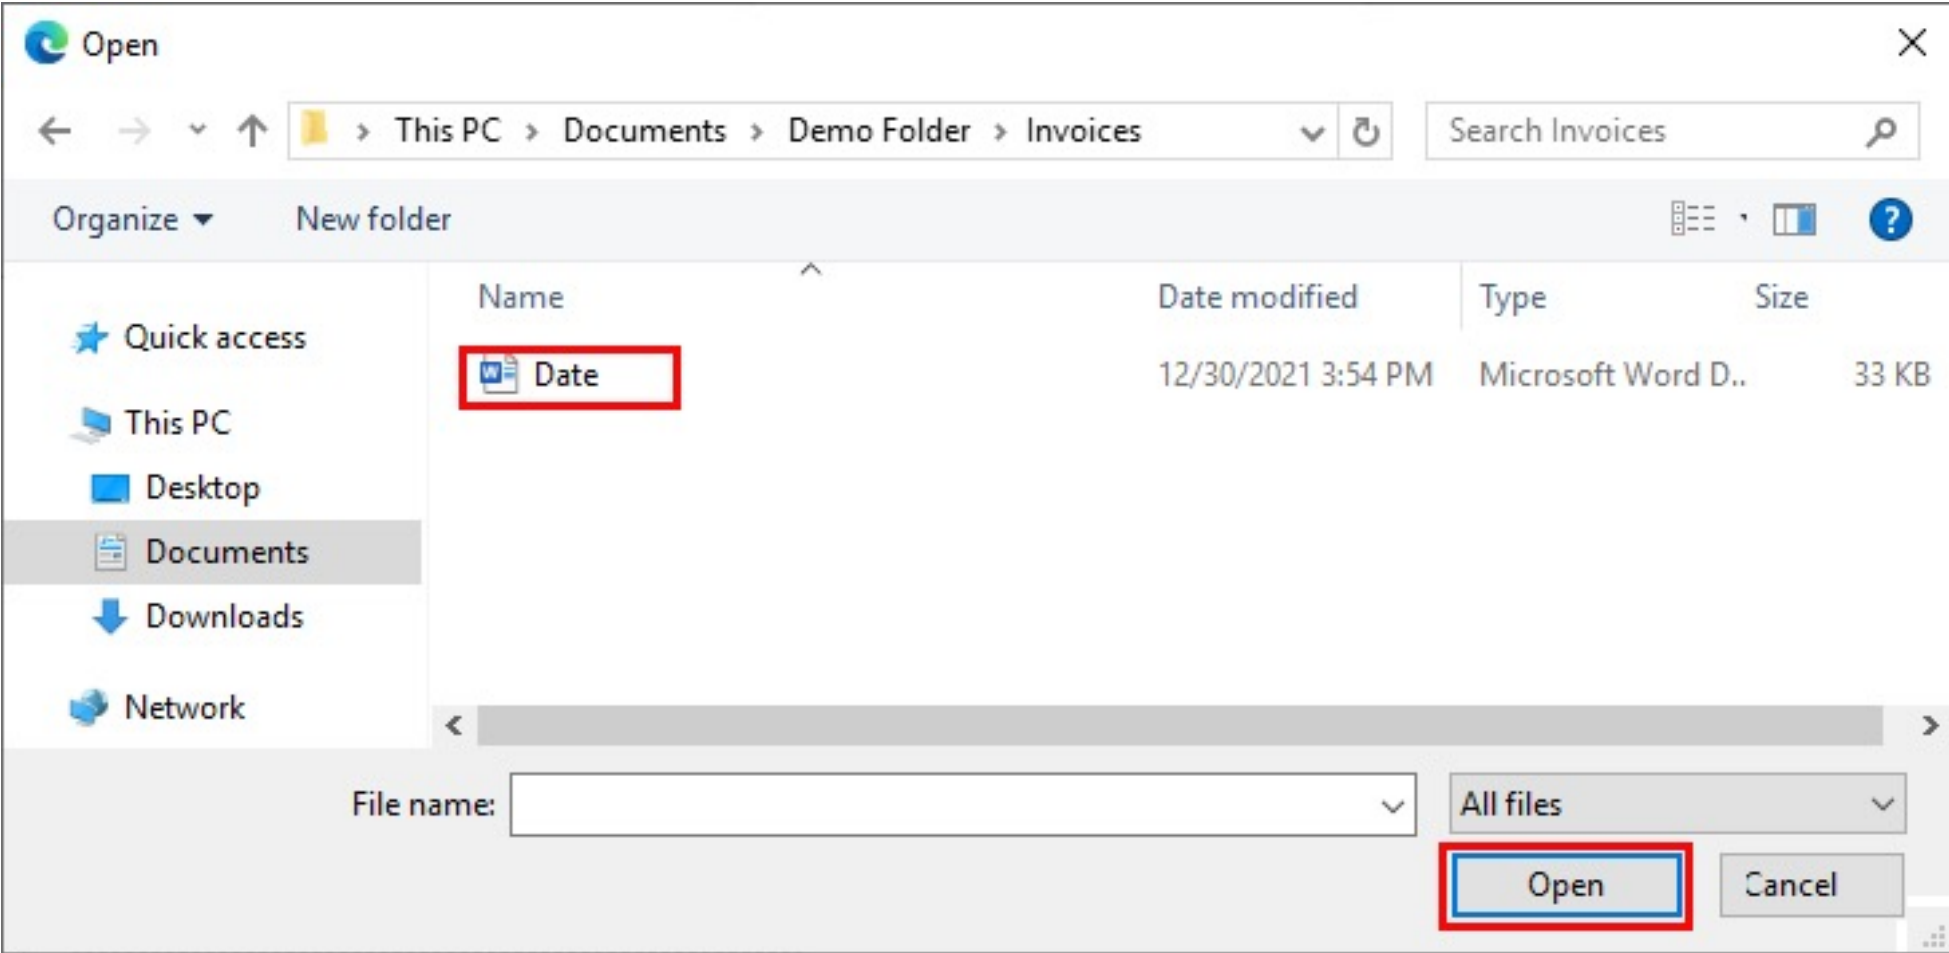 Open
This PC > Documents > Demo Folder > Invoices Search Invoices
Organize New folder ?
Name Date modified Type Size
Quick access
Date 12/30/2021 3:54 PM Microsoft Word D.. 33 KB
This PC
Desktop
Documents
Downloads
Network
File name: All files
Open Cancel